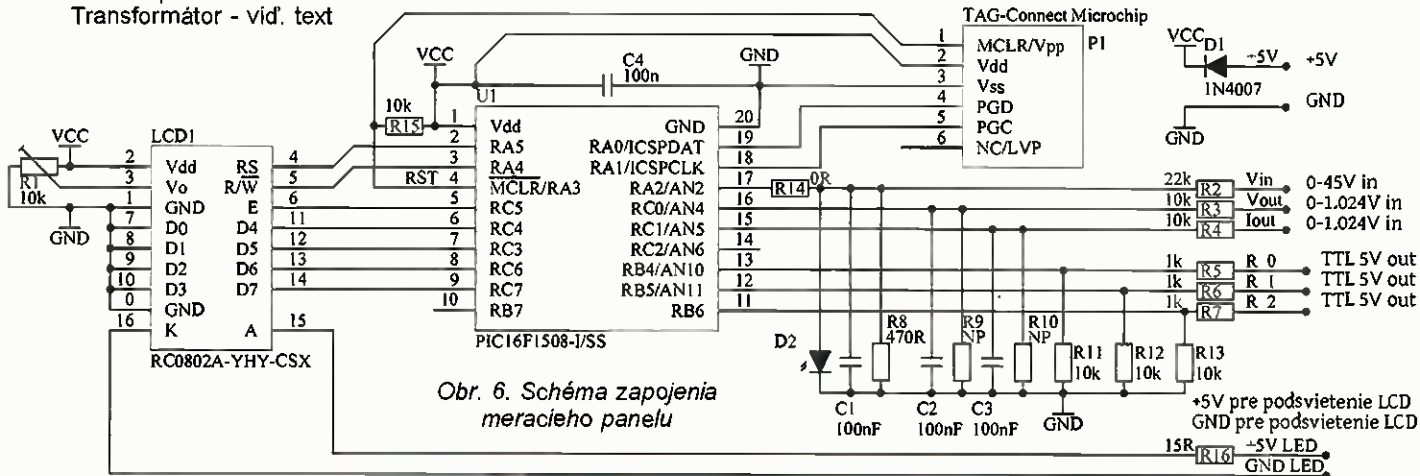 Transformátor - viď. text
TAG-Connect Microchip
P1
1 MCLR/Vpp
2 Vdd
3 Vss
4 PGD
5 PGC
6 NC/LVP
VCC
D1
+5V
+5V
1N4007
GND
GND
VCC
C4
100n
GND
U1
10k
R15
1 Vdd
2 RA5
3 RA4
RST 4 MCLR/RA3
5 RC5
6 RC4
7 RC3
8 RC6
9 RC7
10 RB7
GND 20
RA0/ICSPDAT 19
RA1/ICSPCLK 18
RA2/AN2 17
RC0/AN4 16
RC1/AN5 15
RC2/AN6 14
RB4/AN10 13
RB5/AN11 12
RB6 11
PIC16F1508-I/SS
VCC
R1
10k
GND
LCD1
2 Vdd RS 4
3 Vo R/W 5
1 GND E 6
7 D0 D4 11
8 D1 D5 12
9 D2 D6 13
10 D3 D7 14
0 GND
16 K A 15
RC0802A-YHY-CSX
R14 0R
22k R2 Vin 0-45V in
10k R3 Vout 0-1.024V in
10k R4 Iout 0-1.024V in
1k R5 R 0 TTL 5V out
1k R6 R 1 TTL 5V out
1k R7 R 2 TTL 5V out
D2
R8
470R
R9
NP
R10
NP
R11
10k
R12
10k
R13
10k
C1
100nF
C2
100nF
C3
100nF
GND
Obr. 6. Schéma zapojenia
meracieho panelu
+5V pre podsvietenie LCD
GND pre podsvietenie LCD
15R R16 +5V LED
GND LED